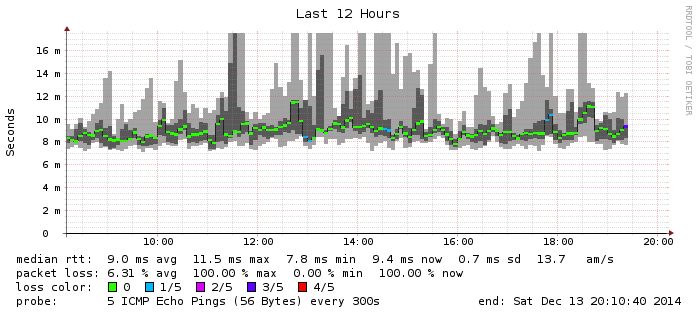 Last 12 Hours
RRDTOOL / TOBI OETIKER
Seconds
16 m
14 m
12 m
10 m
8 m
6 m
4 m
2 m
0
10:00 12:00 14:00 16:00 18:00 20:00
median rtt: 9.0 ms avg 11.5 ms max 7.8 ms min 9.4 ms now 0.7 ms sd 13.7 am/s
packet loss: 6.31 % avg 100.00 % max 0.00 % min 100.00 % now
loss color: 0 1/5 2/5 3/5 4/5
probe: 5 ICMP Echo Pings (56 Bytes) every 300s end: Sat Dec 13 20:10:40 2014